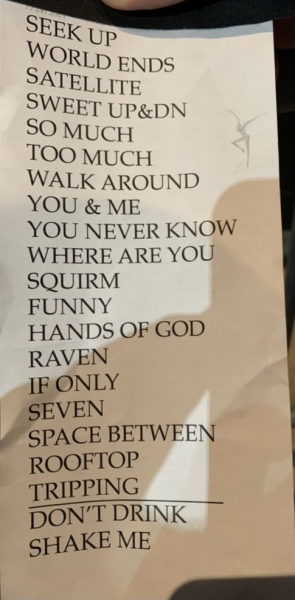 SEEK UP
WORLD ENDS
SATELLITE
SWEET UP&DN
SO MUCH
TOO MUCH
WALK AROUND
YOU & ME
YOU NEVER KNOW
WHERE ARE YOU
SQUIRM
FUNNY
HANDS OF GOD
RAVEN
IF ONLY
SEVEN
SPACE BETWEEN
ROOFTOP
TRIPPING
DON'T DRINK
SHAKE ME